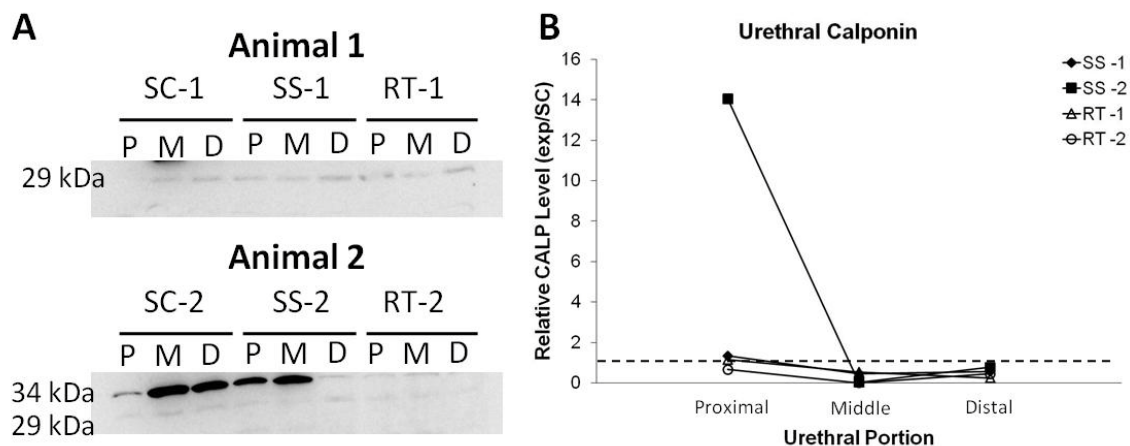 A
Animal 1
SC-1 SS-1 RT-1
P M D P M D P M D
29 kDa
Animal 2
SC-2 SS-2 RT-2
P M D P M D P M D
34 kDa
29 kDa
B
Urethral Calponin
SS -1
SS -2
RT -1
RT -2
Relative CALP Level (exp/SC)
16
14
12
10
8
6
4
2
0
Proximal Middle Distal
Urethral Portion